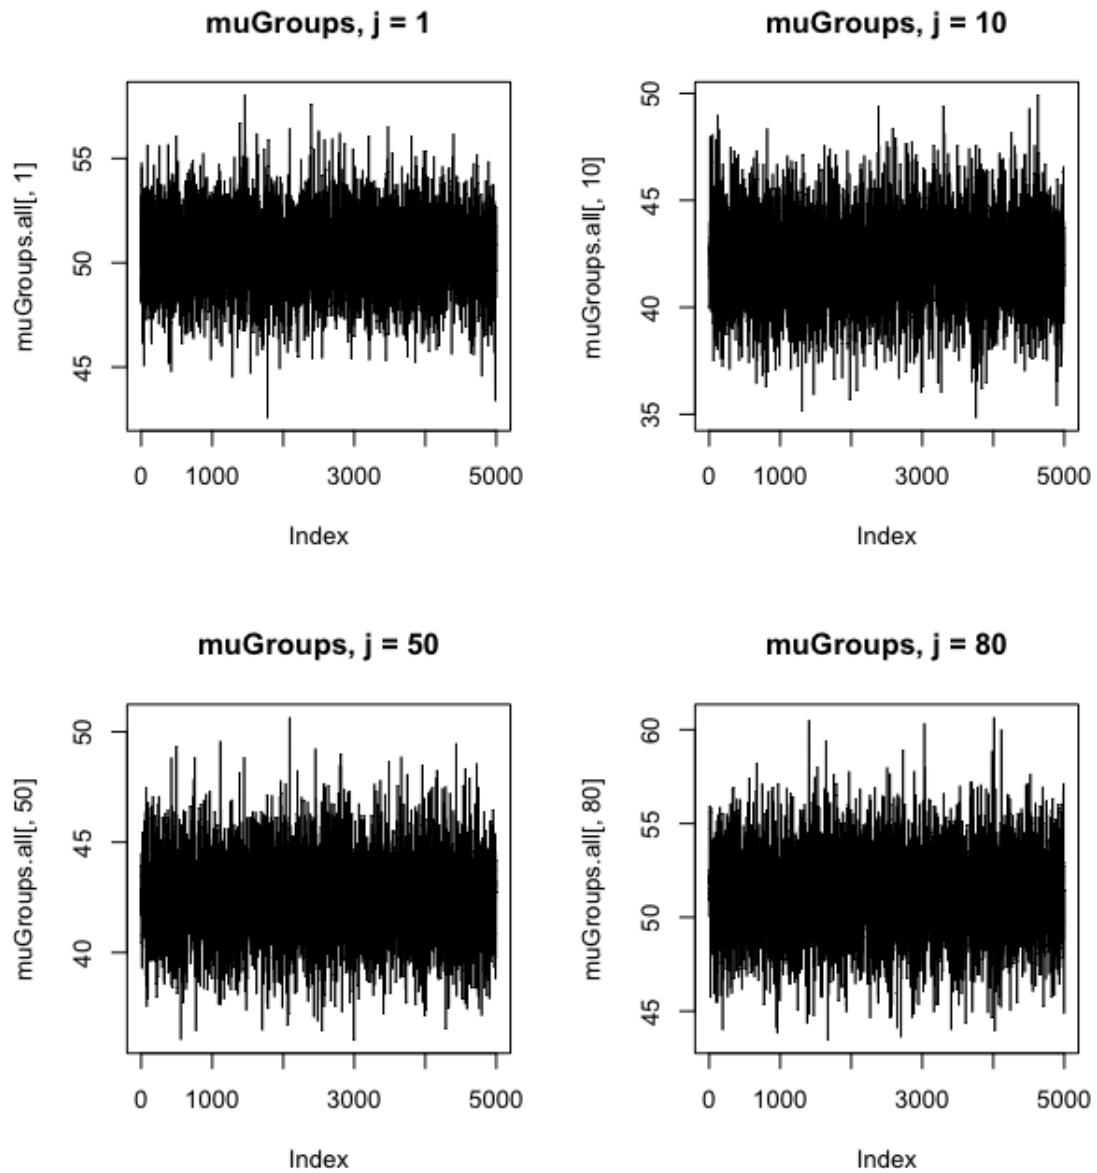 muGroups, j = 1
muGroups.all[, 1]
55
50
45
0 1000 3000 5000
Index
muGroups, j = 10
muGroups.all[, 10]
50
45
40
35
0 1000 3000 5000
Index
muGroups, j = 50
muGroups.all[, 50]
50
45
40
0 1000 3000 5000
Index
muGroups, j = 80
muGroups.all[, 80]
60
55
50
45
0 1000 3000 5000
Index